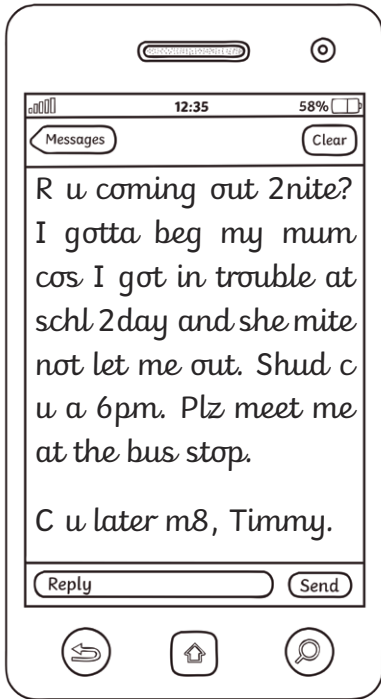 12:35 58%
Messages Clear
R u coming out 2nite?
I gotta beg my mum
cos I got in trouble at
schl 2day and she mite
not let me out. Shud c
u a 6pm. Plz meet me
at the bus stop.
C u later m8, Timmy.
Reply Send